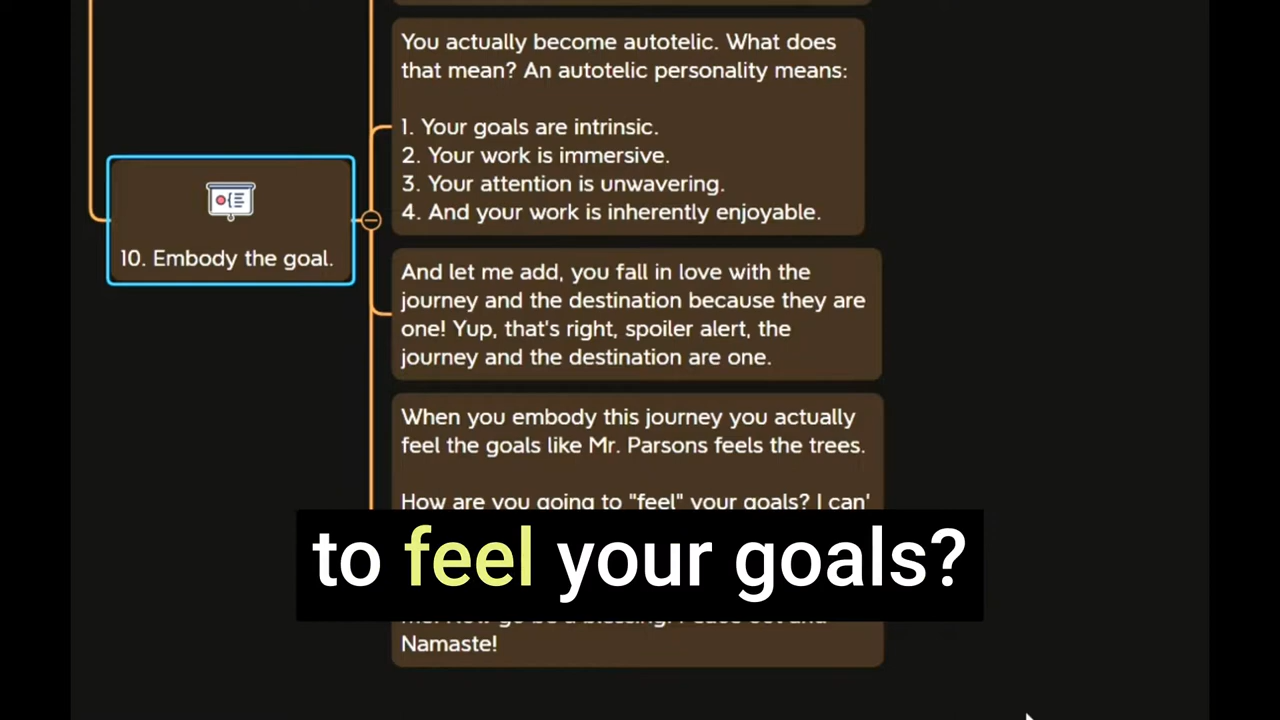 You actually become autotelic. What does
that mean? An autotelic personality means:
1. Your goals are intrinsic.
2. Your work is immersive.
3. Your attention is unwavering.
4. And your work is inherently enjoyable.
10. Embody the goal.
And let me add, you fall in love with the
journey and the destination because they are
one! Yup, that's right, spoiler alert, the
journey and the destination are one.
When you embody this journey you actually
feel the goals like Mr. Parsons feels the trees.
How are you going to "feel" your goals? I can'
to feel your goals?
Namaste!